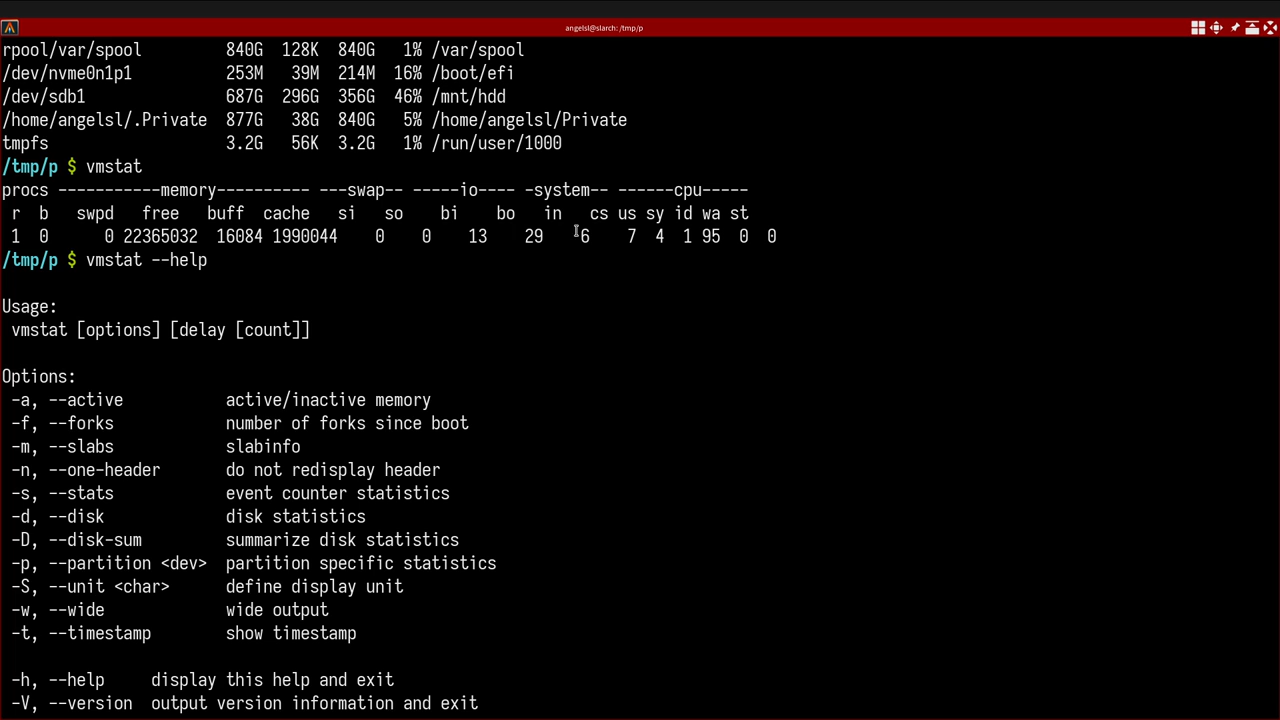 angelsl@slarch: /tmp/p
rpool/var/spool         840G  128K  840G   1% /var/spool
/dev/nvme0n1p1          253M   39M  214M  16% /boot/efi
/dev/sdb1               687G  296G  356G  46% /mnt/hdd
/home/angelsl/.Private  877G   38G  840G   5% /home/angelsl/Private
tmpfs                   3.2G   56K  3.2G   1% /run/user/1000
/tmp/p $ vmstat
procs -----------memory---------- ---swap-- -----io---- -system-- ------cpu-----
 r  b   swpd   free   buff  cache   si   so    bi    bo   in   cs us sy id wa st
 1  0      0 22365032  16084 1990044    0    0    13    29    6    7  4  1 95  0  0
/tmp/p $ vmstat --help

Usage:
 vmstat [options] [delay [count]]

Options:
 -a, --active           active/inactive memory
 -f, --forks            number of forks since boot
 -m, --slabs            slabinfo
 -n, --one-header       do not redisplay header
 -s, --stats            event counter statistics
 -d, --disk             disk statistics
 -D, --disk-sum         summarize disk statistics
 -p, --partition <dev>  partition specific statistics
 -S, --unit <char>      define display unit
 -w, --wide             wide output
 -t, --timestamp        show timestamp

 -h, --help     display this help and exit
 -V, --version  output version information and exit